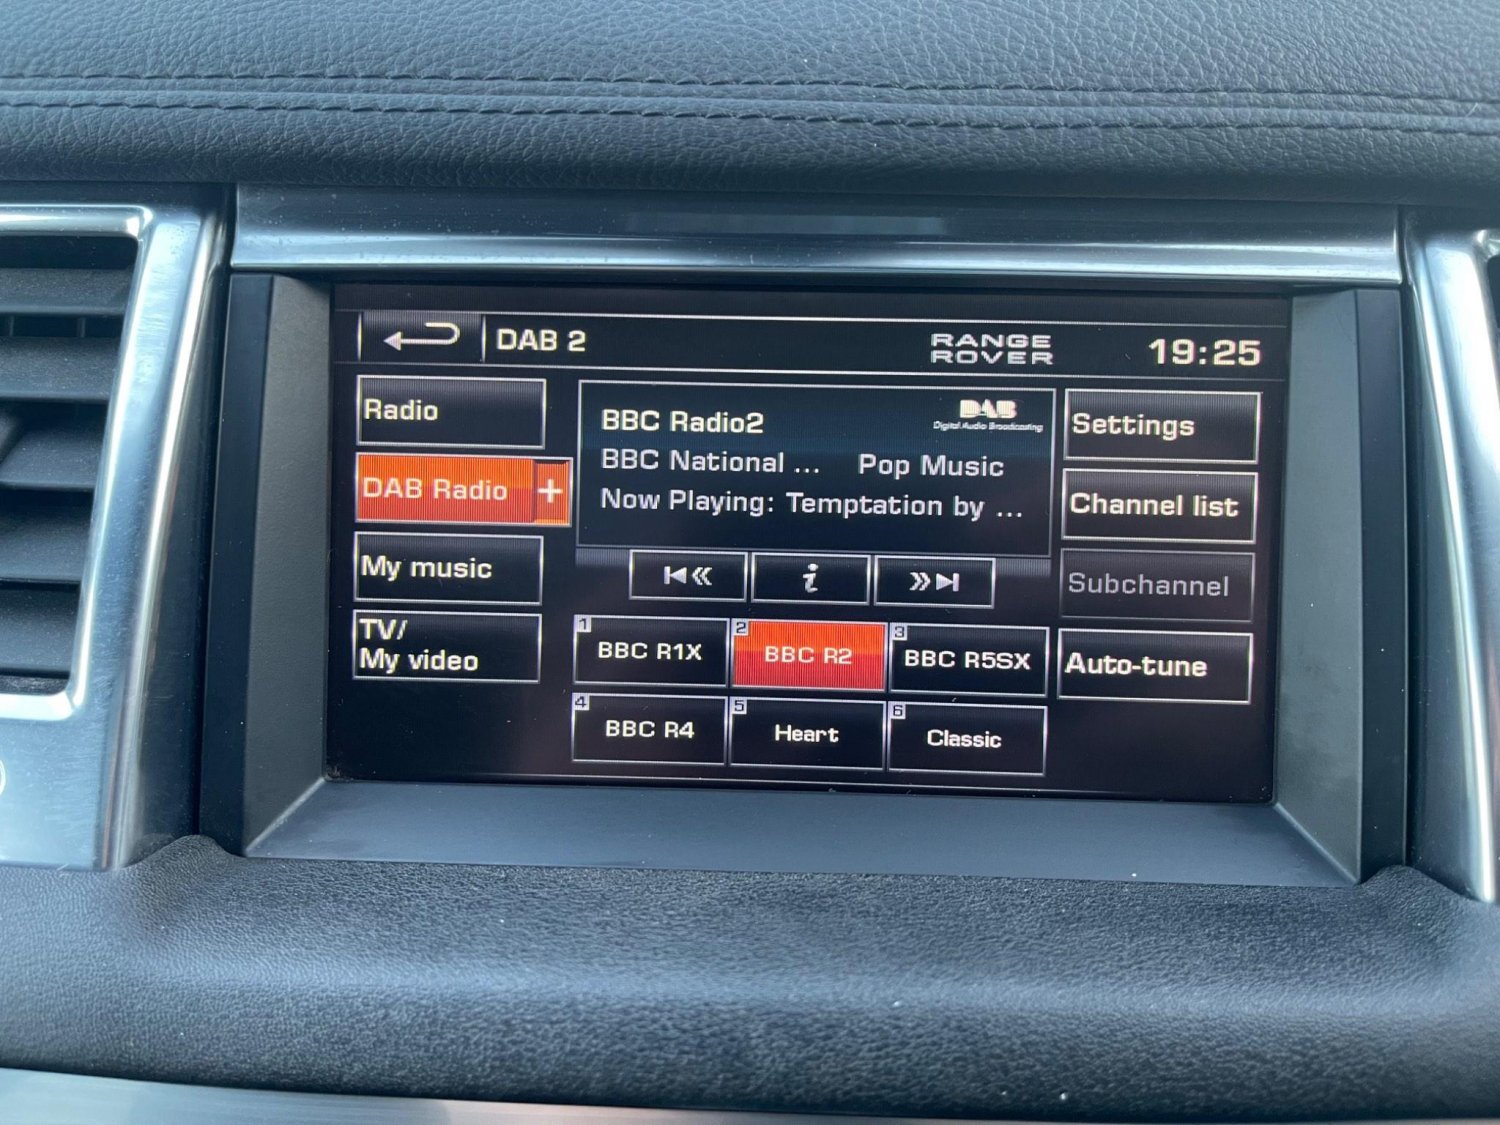 DAB 2
RANGE
ROVER
19:25
Radio
DAB Radio +
My music
TV/
My video
BBC Radio2
DAB
Digital Audio Broadcasting
BBC National ... Pop Music
Now Playing: Temptation by ...
i
1 BBC R1X
2 BBC R2
3 BBC R5SX
4 BBC R4
5 Heart
6 Classic
Settings
Channel list
Subchannel
Auto-tune